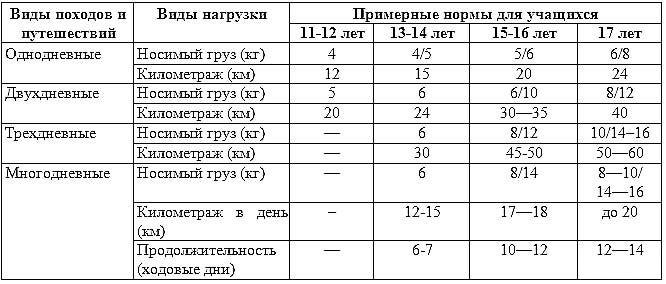 Виды походов и путешествий | Виды нагрузки | Примерные нормы для учащихся
11-12 лет | 13-14 лет | 15-16 лет | 17 лет
Однодневные | Носимый груз (кг) | 4 | 4/5 | 5/6 | 6/8
Километраж (км) | 12 | 15 | 20 | 24
Двухдневные | Носимый груз (кг) | 5 | 6 | 6/10 | 8/12
Километраж (км) | 20 | 24 | 30—35 | 40
Трехдневные | Носимый груз (кг) | — | 6 | 8/12 | 10/14–16
Километраж (км) | — | 30 | 45-50 | 50—60
Многодневные | Носимый груз (кг) | — | 6 | 8/14 | 8—10/
14—16
Километраж в день | – | 12-15 | 17—18 | до 20
(км)
Продолжительность | — | 6-7 | 10—12 | 12—14
(ходовые дни)